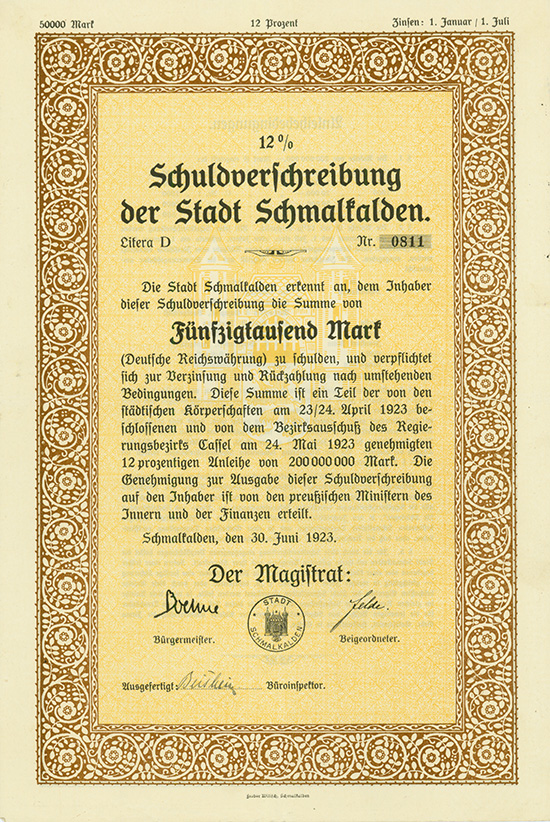 50000 Mark 12 Prozent Zinsen: 1. Januar / 1. Juli
12 %
Schuldverschreibung
der Stadt Schmalkalden.
Litera D Nr. 0811
Die Stadt Schmalkalden erkennt an, dem Inhaber
dieser Schuldverschreibung die Summe von
Fünfzigtausend Mark
(Deutsche Reichswährung) zu schulden, und verpflichtet
sich zur Verzinsung und Rückzahlung nach umstehenden
Bedingungen. Diese Summe ist ein Teil der von den
städtischen Körperschaften am 23/24. April 1923 be-
schlossenen und von dem Bezirksausschuß des Regie-
rungsbezirks Cassel am 24. Mai 1923 genehmigten
12 prozentigen Anleihe von 200 000 000 Mark. Die
Genehmigung zur Ausgabe dieser Schuldverschreibung
auf den Inhaber ist von den preußischen Ministern des
Innern und der Finanzen erteilt.
Schmalkalden, den 30. Juni 1923.
Der Magistrat:
STADT
SCHMALKALDEN
Bürgermeister. Beigeordneter.
Ausgefertigt: Büroinspektor.